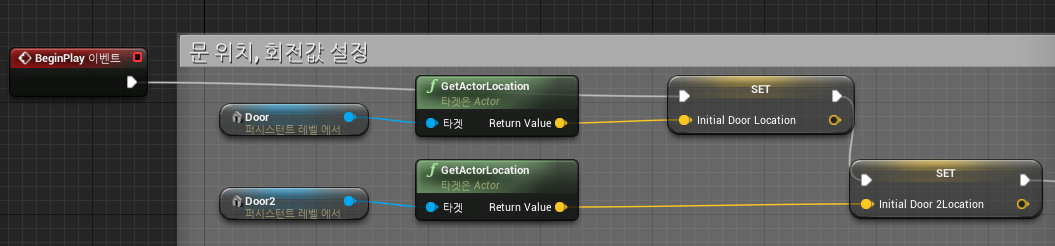 문 위치, 회전값 설정
BeginPlay 이벤트
GetActorLocation
타겟은 Actor
SET
Door
퍼시스턴트 레벨 에서
타겟
Return Value
Initial Door Location
GetActorLocation
타겟은 Actor
SET
Door2
퍼시스턴트 레벨 에서
타겟
Return Value
Initial Door 2Location